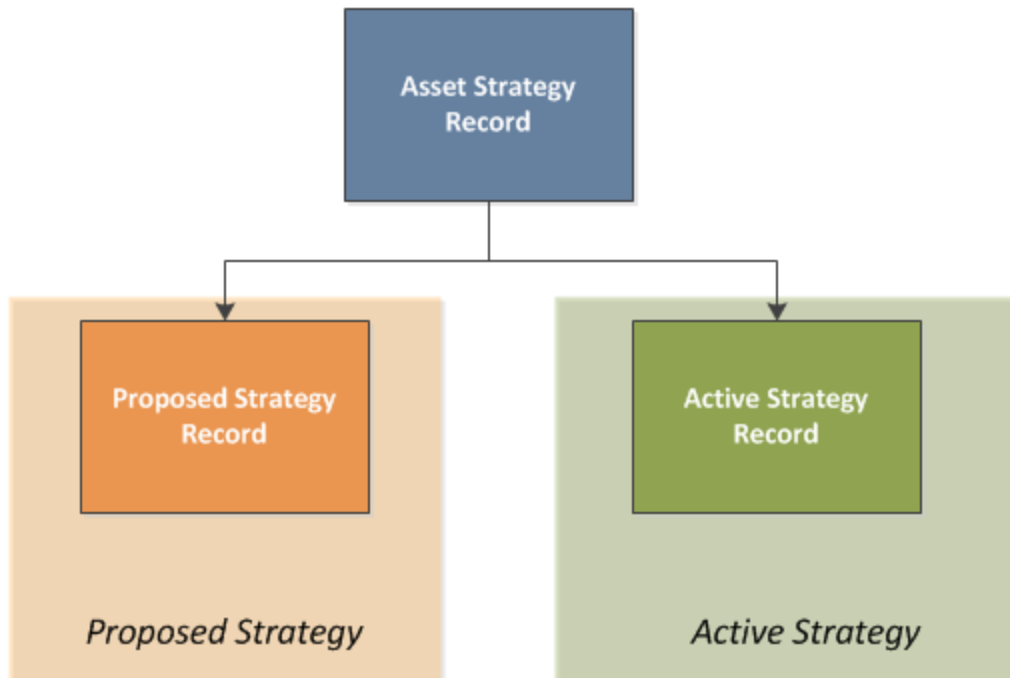 Asset Strategy
Record
Proposed Strategy
Record
Active Strategy
Record
Proposed Strategy
Active Strategy